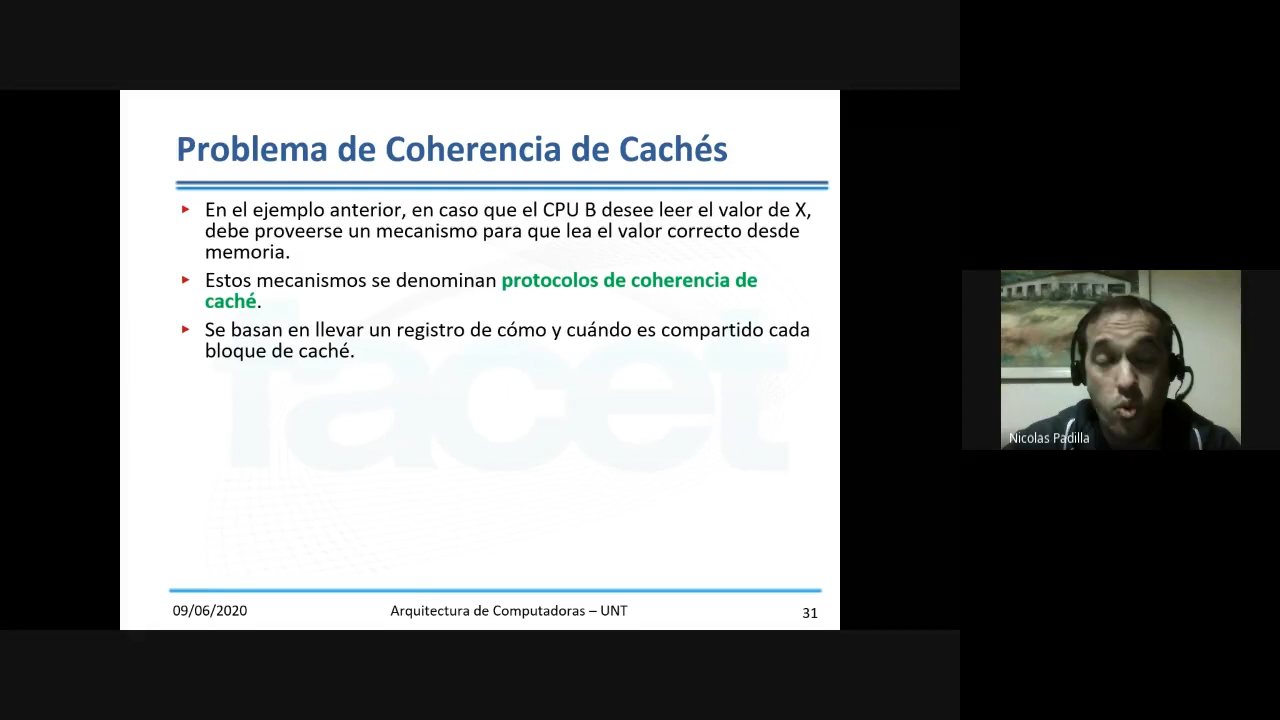 Problema de Coherencia de Cachés
En el ejemplo anterior, en caso que el CPU B desee leer el valor de X,
debe proveerse un mecanismo para que lea el valor correcto desde
memoria.
Estos mecanismos se denominan protocolos de coherencia de
caché.
Se basan en llevar un registro de cómo y cuándo es compartido cada
bloque de caché.
facet
09/06/2020 Arquitectura de Computadoras – UNT 31
Nicolas Padilla